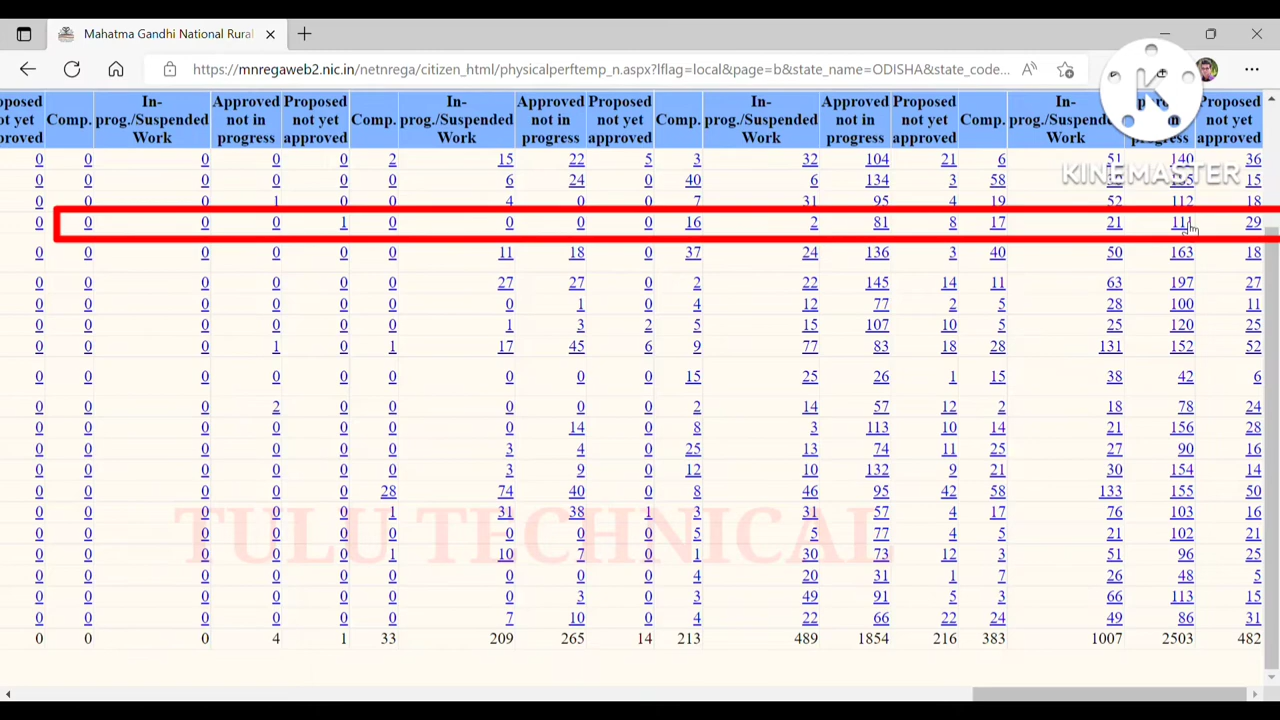 Mahatma Gandhi National Rural
https://mnregaweb2.nic.in/netnrega/citizen_html/physicalperftemp_n.aspx?lflag=local&page=b&state_name=ODISHA&state_code...
In- Approved Proposed In- Approved Proposed In- Approved Proposed In- Proposed
not yet Comp. prog./Suspended not in not yet Comp. prog./Suspended not in not yet Comp. prog./Suspended not in not yet Comp. not yet
Work progress approved Work progress approved Work progress approved Work progress approved
0 0 0 0 0 2 15 22 5 3 32 104 21 6 51 140 36
0 0 0 0 0 0 6 24 0 40 6 134 3 58 15
0 0 0 1 0 0 4 0 0 7 31 95 4 19 52 112 18
0 0 0 0 1 0 0 0 0 16 2 81 8 17 21 111 29
0 0 0 0 0 0 11 18 0 37 24 136 3 40 50 163 18
0 0 0 0 0 0 27 27 0 2 22 145 14 11 63 197 27
0 0 0 0 0 0 0 1 0 4 12 77 2 5 28 100 11
0 0 0 0 0 0 1 3 2 5 15 107 10 5 25 120 25
0 0 0 1 0 1 17 45 6 9 77 83 18 28 131 152 52
0 0 0 0 0 0 0 0 0 15 25 26 1 15 38 42 6
0 0 0 2 0 0 0 0 0 2 14 57 12 2 18 78 24
0 0 0 0 0 0 0 14 0 8 3 113 10 14 21 156 28
0 0 0 0 0 0 3 4 0 25 13 74 11 25 27 90 16
0 0 0 0 0 0 3 9 0 12 10 132 9 21 30 154 14
0 0 0 0 0 28 74 40 0 8 46 95 42 58 133 155 50
0 0 0 0 0 1 31 38 1 3 31 57 4 17 76 103 16
0 0 0 0 0 0 0 0 0 5 5 77 4 5 21 102 21
0 0 0 0 0 1 10 7 0 1 30 73 12 3 51 96 25
0 0 0 0 0 0 0 0 0 4 20 31 1 7 26 48 5
0 0 0 0 0 0 0 3 0 3 49 91 5 3 66 113 15
0 0 0 0 0 0 7 10 0 4 22 66 22 24 49 86 31
0 0 0 4 1 33 209 265 14 213 489 1854 216 383 1007 2503 482
K
KINEMASTER
TULU TECHNICAL